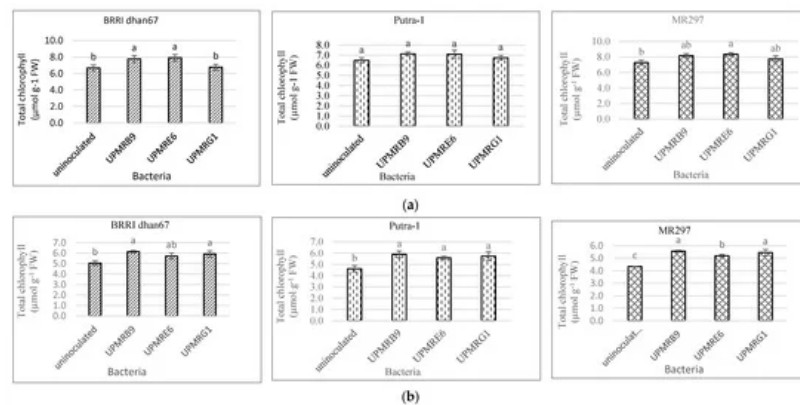 BRRI dhan67
Total chlorophyll
(µmol g-1 FW)
10.0
8.0
6.0
4.0
2.0
0.0
b
a
a
b
uninoculated
UPMRB9
UPMRE6
UPMRG1
Bacteria
Putra-1
Total chlorophyll
(µmol g-1 FW)
8.0
7.0
6.0
5.0
4.0
3.0
2.0
1.0
0.0
a
a
a
a
uninoculated
UPMRB9
UPMRE6
UPMRG1
Bacteria
MR297
Total chlorophyll
(µmol g⁻¹ FW)
10.0
8.0
6.0
4.0
2.0
0.0
b
ab
a
ab
uninoculated
UPMRB9
UPMRE6
UPMRG1
Bacteria
(a)
BRRI dhan67
Total chlorophyll
(µmol g⁻¹ FW)
7.0
6.0
5.0
4.0
3.0
2.0
1.0
0.0
b
a
ab
a
uninoculated
UPMRB9
UPMRE6
UPMRG1
Bacteria
Putra-1
Total chlorophyll
(µmol g⁻¹ FW)
7.0
6.0
5.0
4.0
3.0
2.0
1.0
0.0
b
a
a
a
uninoculated
UPMRB9
UPMRE6
UPMRG1
Bacteria
MR297
Total chlorophyll
(µmol g⁻¹ FW)
6.0
5.0
4.0
3.0
2.0
1.0
0.0
c
a
b
a
uninoculat...
UPMRB9
UPMRE6
UPMRG1
Bacteria
(b)